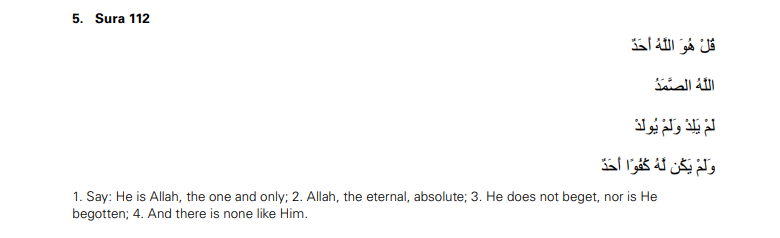 5. Sura 112
قُلْ هُوَ اللَّهُ أَحَدٌ
اللَّهُ الصَّمَدُ
لَمْ يَلِدْ وَلَمْ يُولَدْ
وَلَمْ يَكُن لَّهُ كُفُوًا أَحَدٌ
1. Say: He is Allah, the one and only; 2. Allah, the eternal, absolute; 3. He does not beget, nor is He
begotten; 4. And there is none like Him.